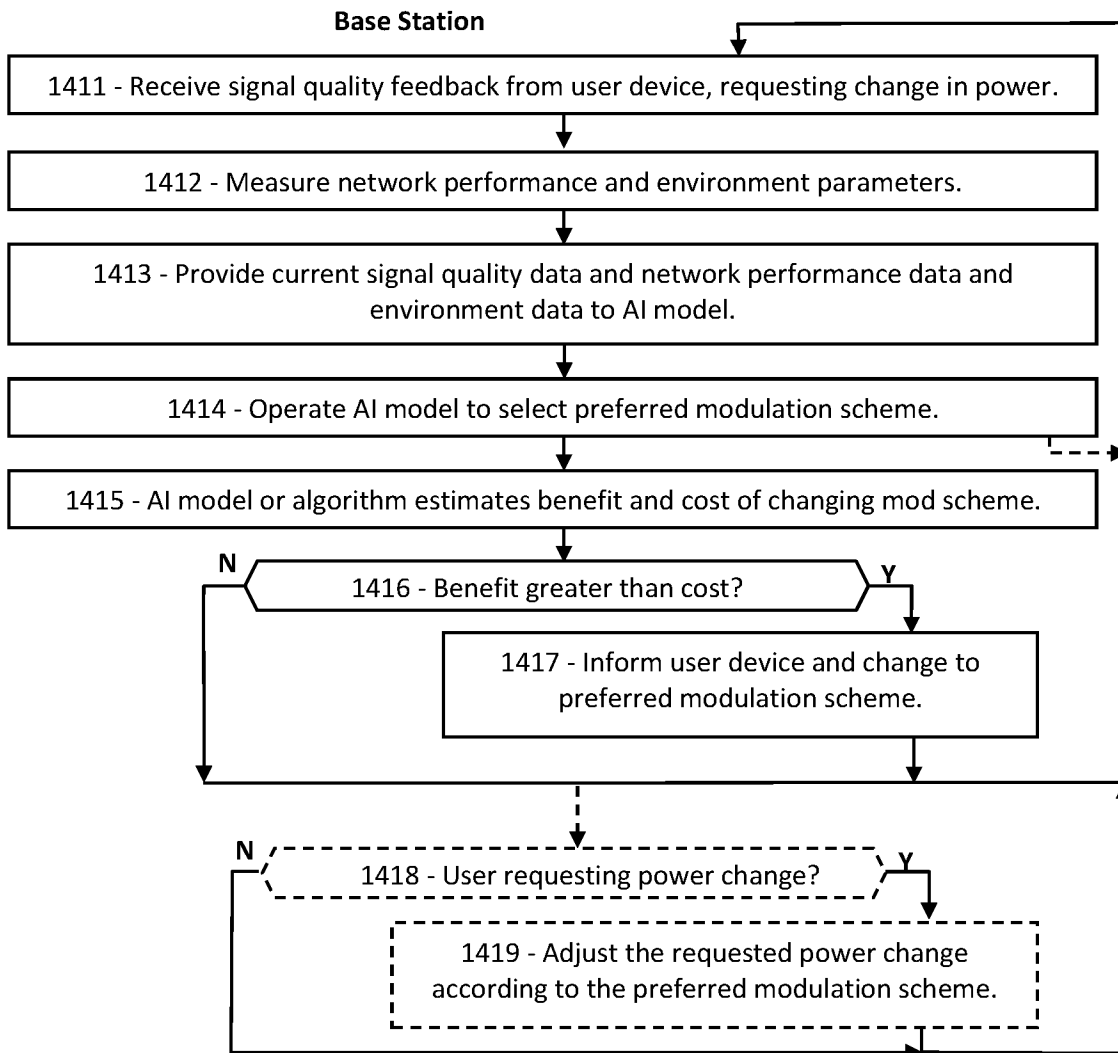 Base Station
1411 - Receive signal quality feedback from user device, requesting change in power.
1412 - Measure network performance and environment parameters.
1413 - Provide current signal quality data and network performance data and
environment data to AI model.
1414 - Operate AI model to select preferred modulation scheme.
1415 - AI model or algorithm estimates benefit and cost of changing mod scheme.
N
Y
1416 - Benefit greater than cost?
1417 - Inform user device and change to
preferred modulation scheme.
N
Y
1418 - User requesting power change?
1419 - Adjust the requested power change
according to the preferred modulation scheme.